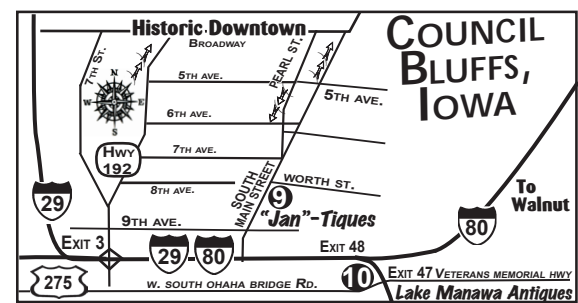 Historic Downtown
Broadway
COUNCIL
BLUFFS,
IOWA
7TH ST.
PEARL ST.
N
W E
S
5TH AVE.
5TH AVE.
6TH AVE.
7TH AVE.
HWY
192
8TH AVE.
SOUTH
MAIN STREET
WORTH ST.
9
"Jan"-Tiques
To
Walnut
29
80
9TH AVE.
EXIT 3
29 80
EXIT 48
275
W. SOUTH OHAHA BRIDGE RD.
10
EXIT 47 VETERANS MEMORIAL HWY
Lake Manawa Antiques